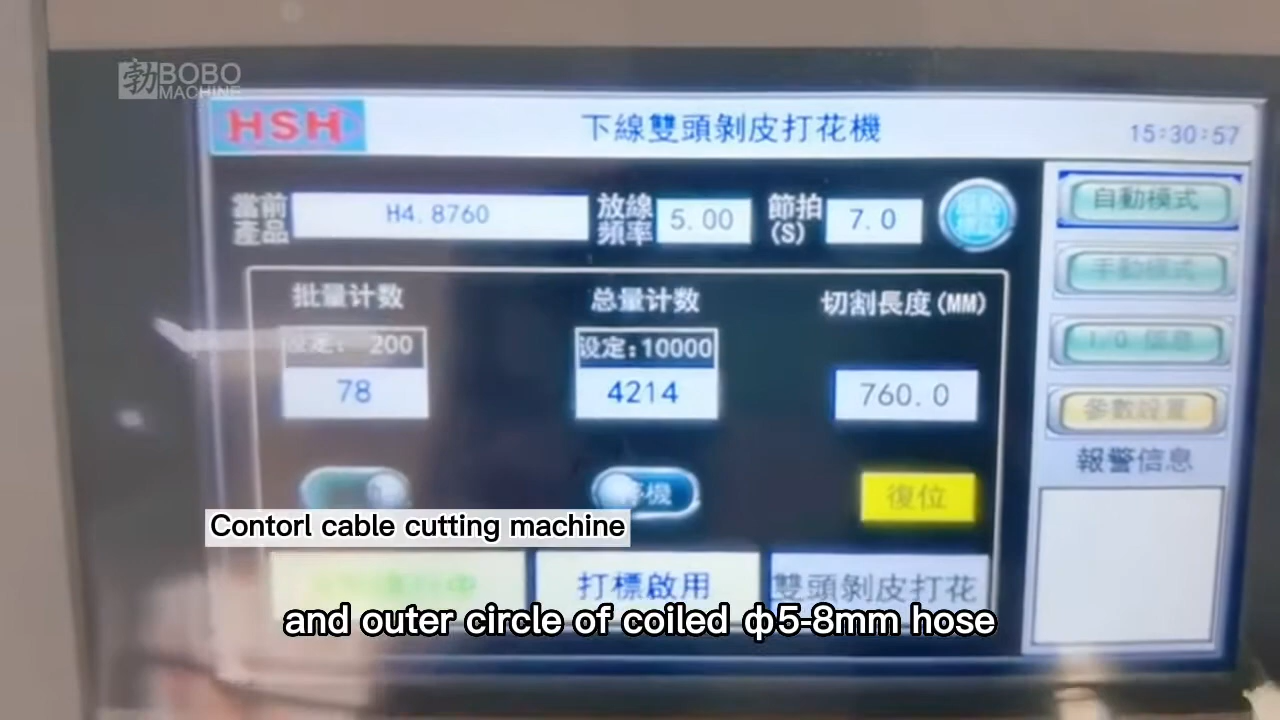 勃 BOBO
MACHINE
HSH
下線雙頭剝皮打花機
15:30:57
當前產品
H4.8760
放線頻率
5.00
節拍(S)
7.0
自動模式
手動模式
I/O 信息
參數設置
報警信息
批量计数
设定: 200
78
总量计数
设定:10000
4214
切割長度(MM)
760.0
停機
復位
Contorl cable cutting machine
打標啟用
雙頭剝皮打花
and outer circle of coiled ф5-8mm hose